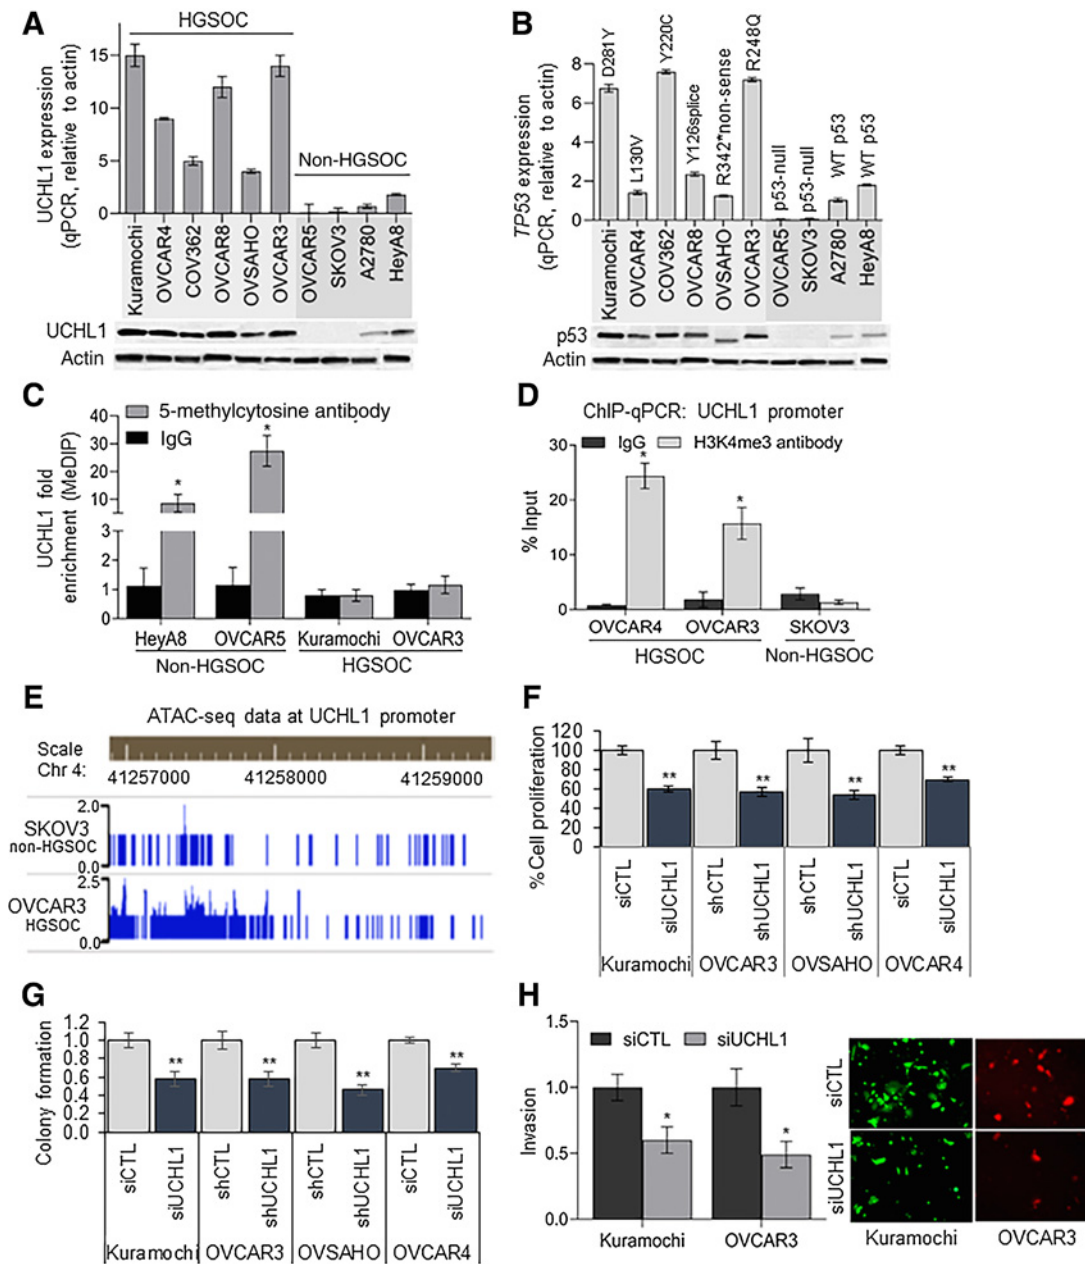 A
HGSOC
UCHL1 expression
(qPCR, relative to actin)
15
10
5
0
Non-HGSOC
Kuramochi
OVCAR4
COV362
OVCAR8
OVSAHO
OVCAR3
OVCAR5
SKOV3
A2780
HeyA8
UCHL1
Actin
B
TP53 expression
(qPCR, relative to actin)
8
6
4
2
0
D281Y
L130V
Y220C
Y126splice
R342*non-sense
R248Q
p53-null
p53-null
WT p53
WT p53
Kuramochi
OVCAR4
COV362
OVCAR8
OVSAHO
OVCAR3
OVCAR5
SKOV3
A2780
HeyA8
p53
Actin
C
5-methylcytosine antibody
IgG
UCHL1 fold
enrichment (MeDIP)
40
30
20
10
3
2
1
0
*
*
HeyA8
OVCAR5
Kuramochi
OVCAR3
Non-HGSOC
HGSOC
D
ChIP-qPCR: UCHL1 promoter
IgG
H3K4me3 antibody
% Input
30
20
10
0
*
*
OVCAR4
OVCAR3
SKOV3
HGSOC
Non-HGSOC
E
ATAC-seq data at UCHL1 promoter
Scale
Chr 4:
41257000
41258000
41259000
2.0
SKOV3
non-HGSOC
0.0
2.5
OVCAR3
HGSOC
0.0
F
% Cell proliferation
120
100
80
60
40
20
0
**
**
**
**
siCTL
siUCHL1
shCTL
shUCHL1
shCTL
shUCHL1
siCTL
siUCHL1
Kuramochi
OVCAR3
OVSAHO
OVCAR4
G
Colony formation
1.2
1.0
0.8
0.6
0.4
0.2
0.0
**
**
**
**
siCTL
siUCHL1
shCTL
shUCHL1
shCTL
shUCHL1
siCTL
siUCHL1
Kuramochi
OVCAR3
OVSAHO
OVCAR4
H
siCTL
siUCHL1
Invasion
1.5
1.0
0.5
0.0
*
*
Kuramochi
OVCAR3
siCTL
siUCHL1
Kuramochi
OVCAR3